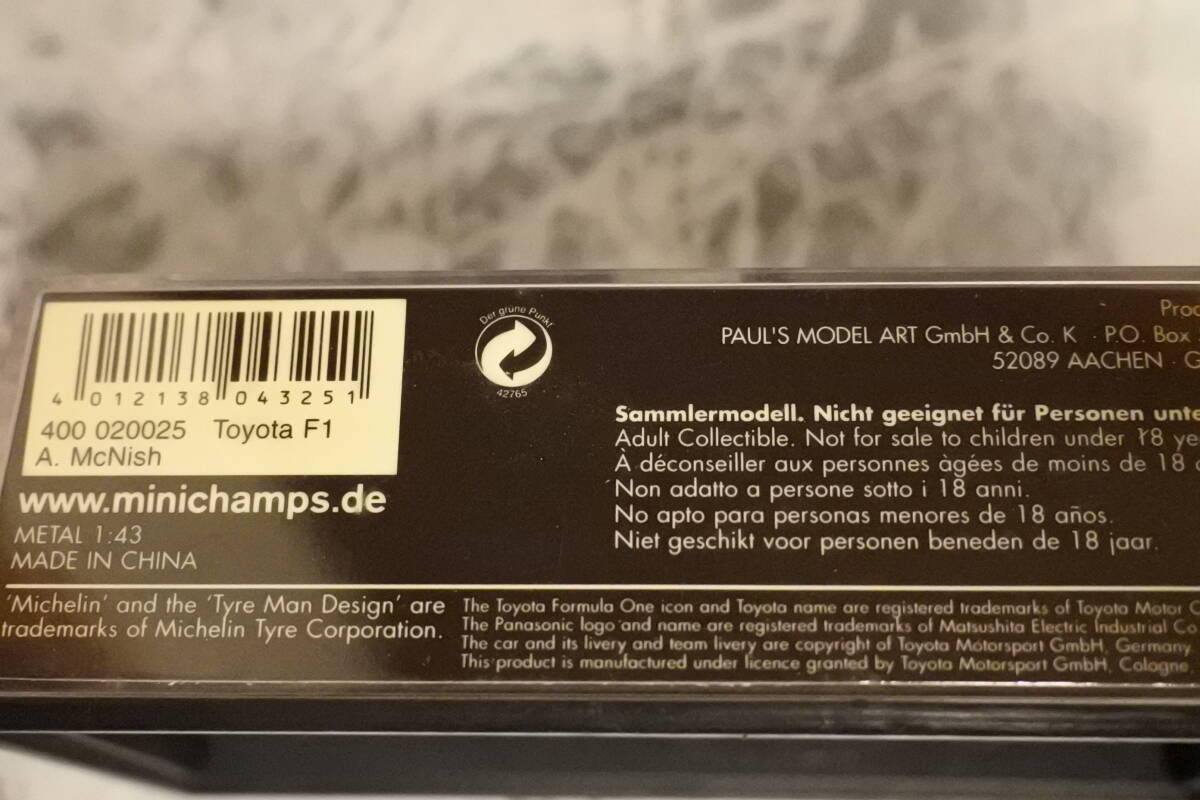 4 012138 043251
400 020025 Toyota F1
A. McNish
www.minichamps.de
METAL 1:43
MADE IN CHINA
Der grüne Punkt
42765
PAUL'S MODEL ART GmbH & Co. K · P.O. Box
52089 AACHEN · G
Sammlermodell. Nicht geeignet für Personen unte
Adult Collectible. Not for sale to children under 18 ye
À déconseiller aux personnes àgées de moins de 18
Non adatto a persone sotto i 18 anni.
No apto para personas menores de 18 años.
Niet geschikt voor personen beneden de 18 jaar.
'Michelin' and the 'Tyre Man Design' are
trademarks of Michelin Tyre Corporation.
The Toyota Formula One icon and Toyota name are registered trademarks of Toyota Motor C
The Panasonic logo and name are registered trademarks of Matsushita Electric Industrial Co
The car and its livery and team livery are copyright of Toyota Motorsport GmbH, Germany
This product is manufactured under licence granted by Toyota Motorsport GmbH, Cologne